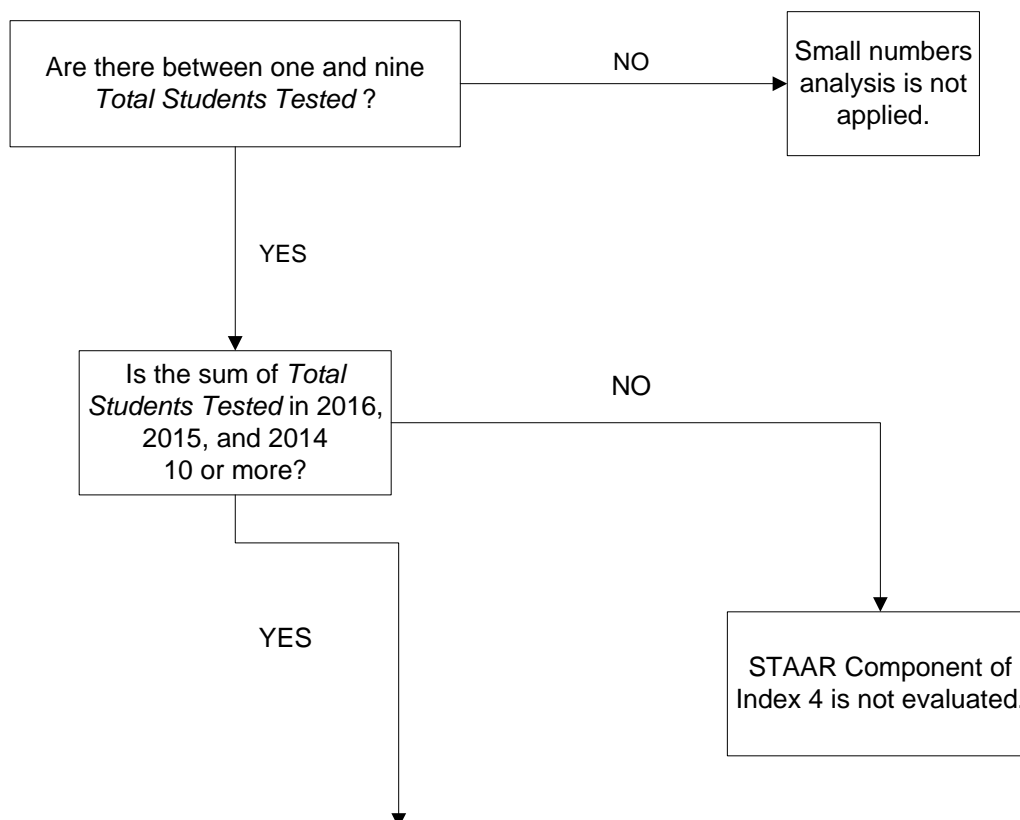 Are there between one and nine
Total Students Tested ?
NO
Small numbers
analysis is not
applied.
YES
Is the sum of Total
Students Tested in 2016,
2015, and 2014
10 or more?
NO
YES
STAAR Component of
Index 4 is not evaluated.